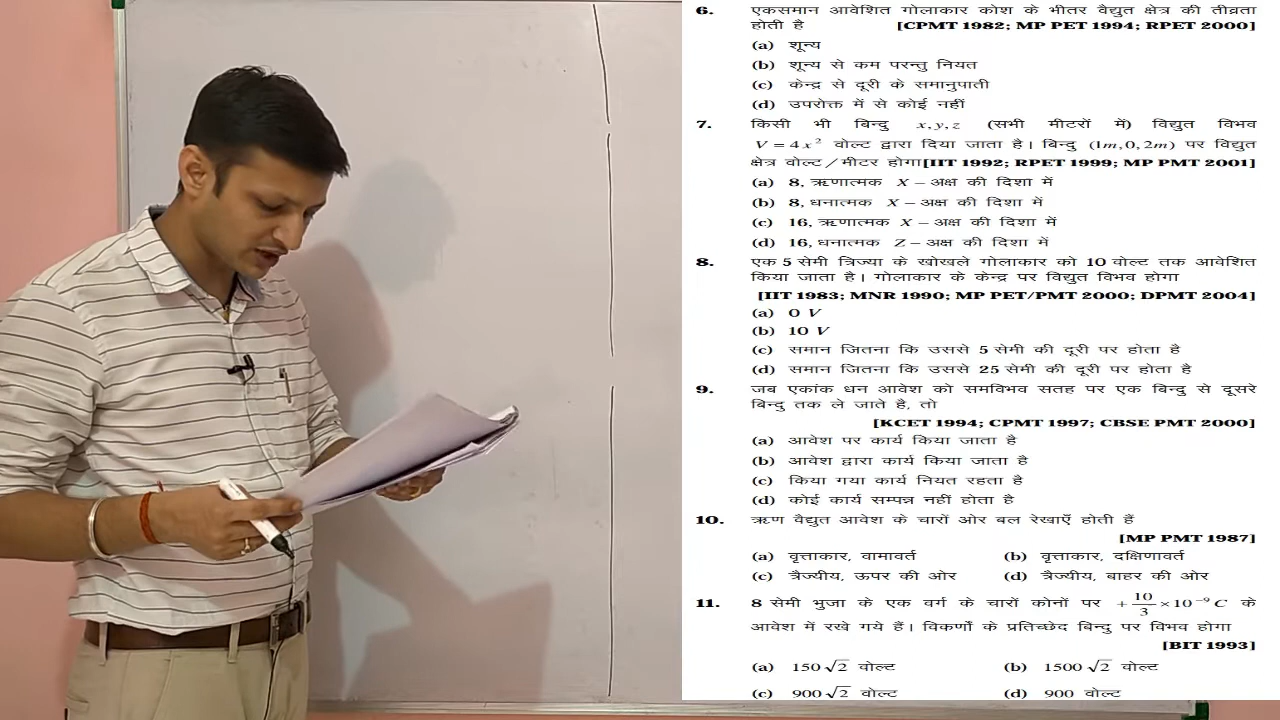 6. एकसमान आवेशित गोलाकार कोश के भीतर वैद्युत क्षेत्र की तीव्रता
होती है [CPMT 1982; MP PET 1994; RPET 2000]
(a) शून्य
(b) शून्य से कम परन्तु नियत
(c) केन्द्र से दूरी के समानुपाती
(d) उपरोक्त में से कोई नहीं
7. किसी भी बिन्दु x, y, z (सभी मीटरों में) विद्युत विभव
V = 4x² वोल्ट द्वारा दिया जाता है। बिन्दु (1m, 0, 2m) पर विद्युत
क्षेत्र वोल्ट/मीटर होगा[IIT 1992; RPET 1999; MP PMT 2001]
(a) 8, ऋणात्मक X – अक्ष की दिशा में
(b) 8, धनात्मक X – अक्ष की दिशा में
(c) 16, ऋणात्मक X – अक्ष की दिशा में
(d) 16, धनात्मक Z – अक्ष की दिशा में
8. एक 5 सेमी त्रिज्या के खोखले गोलाकार को 10 वोल्ट तक आवेशित
किया जाता है। गोलाकार के केन्द्र पर विद्युत विभव होगा
[IIT 1983; MNR 1990; MP PET/PMT 2000; DPMT 2004]
(a) 0 V
(b) 10 V
(c) समान जितना कि उससे 5 सेमी की दूरी पर होता है
(d) समान जितना कि उससे 25 सेमी की दूरी पर होता है
9. जब एकांक धन आवेश को समविभव सतह पर एक बिन्दु से दूसरे
बिन्दु तक ले जाते है, तो
[KCET 1994; CPMT 1997; CBSE PMT 2000]
(a) आवेश पर कार्य किया जाता है
(b) आवेश द्वारा कार्य किया जाता है
(c) किया गया कार्य नियत रहता है
(d) कोई कार्य सम्पन्न नहीं होता है
10. ऋण वैद्युत आवेश के चारों ओर बल रेखाएँ होती हैं
[MP PMT 1987]
(a) वृत्ताकार, वामावर्त (b) वृत्ताकार, दक्षिणावर्त
(c) त्रैज्यीय, ऊपर की ओर (d) त्रैज्यीय, बाहर की ओर
11. 8 सेमी भुजा के एक वर्ग के चारों कोनों पर +10/3×10⁻⁹C के
आवेश में रखे गये हैं। विकर्णों के प्रतिच्छेद बिन्दु पर विभव होगा
[BIT 1993]
(a) 150√2 वोल्ट (b) 1500√2 वोल्ट
(c) 900√2 वोल्ट (d) 900 वोल्ट